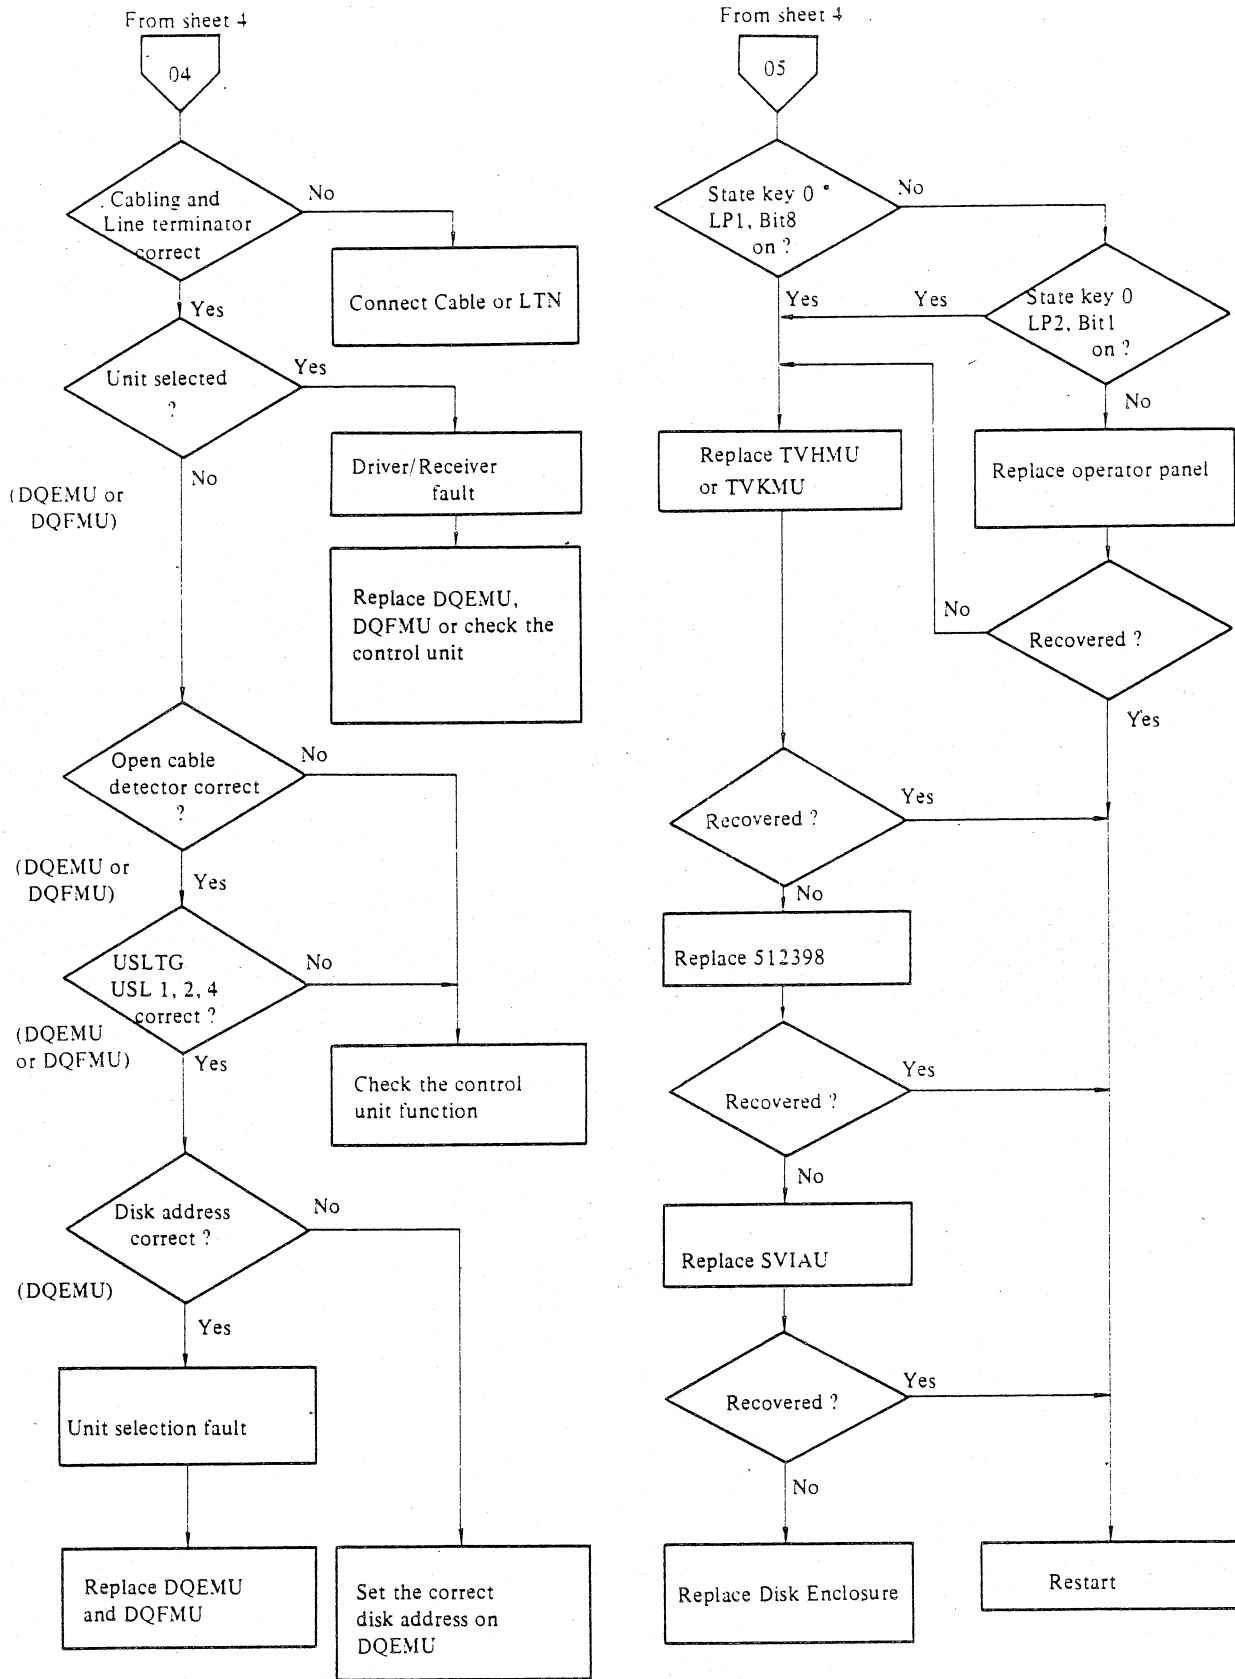 From sheet 4
04
Cabling and
Line terminator
correct
No
Connect Cable or LTN
Yes
Unit selected
?
Yes
Driver/Receiver
fault
Replace DQEMU,
DQFMU or check the
control unit
No
(DQEMU or
DQFMU)
Open cable
detector correct
?
No
(DQEMU or
DQFMU)
Yes
USLTG
USL 1, 2, 4
correct ?
No
(DQEMU
or DQFMU)
Yes
Check the control
unit function
Disk address
correct ?
No
(DQEMU)
Yes
Unit selection fault
Replace DQEMU
and DQFMU
Set the correct
disk address on
DQEMU
From sheet 4
05
State key 0
LP1, Bit8
on ?
No
Yes
Yes
State key 0
LP2, Bit1
on ?
No
Replace TVHMU
or TVKMU
Replace operator panel
No
Recovered ?
Yes
Recovered ?
Yes
No
Replace 512398
Recovered ?
Yes
No
Replace SVIAU
Recovered ?
Yes
No
Replace Disk Enclosure
Restart